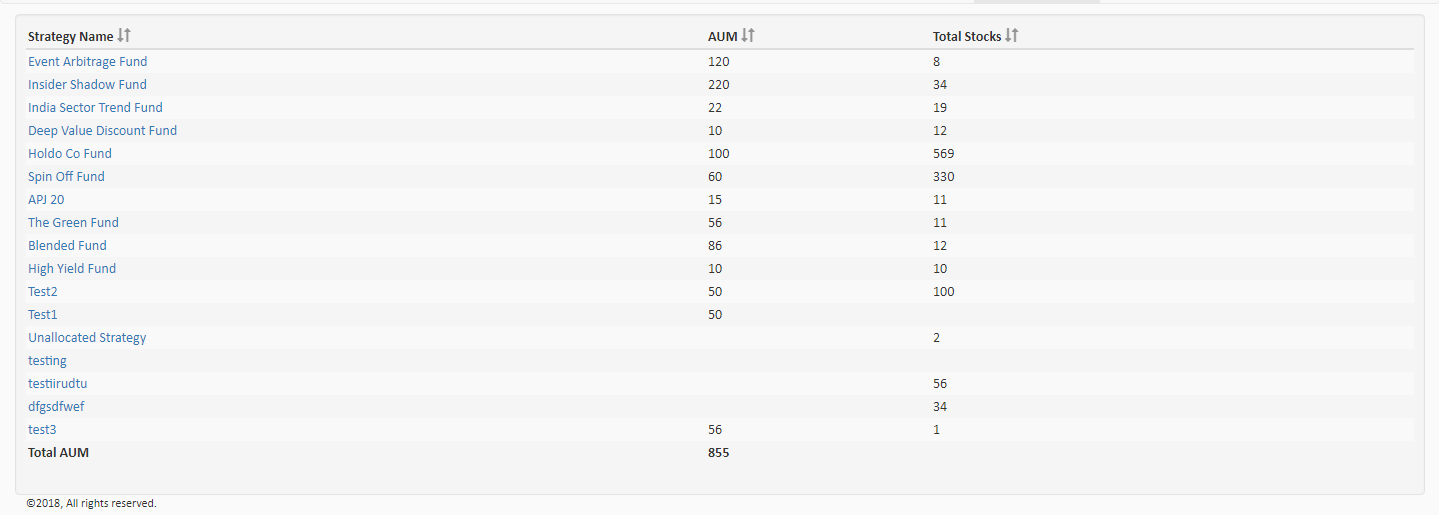 Strategy Name AUM Total Stocks
Event Arbitrage Fund 120 8
Insider Shadow Fund 220 34
India Sector Trend Fund 22 19
Deep Value Discount Fund 10 12
Holdo Co Fund 100 569
Spin Off Fund 60 330
APJ 20 15 11
The Green Fund 56 11
Blended Fund 86 12
High Yield Fund 10 10
Test2 50 100
Test1 50
Unallocated Strategy 2
testing
testiirudtu 56
dfgsdfwef 34
test3 56 1
Total AUM 855
©2018, All rights reserved.